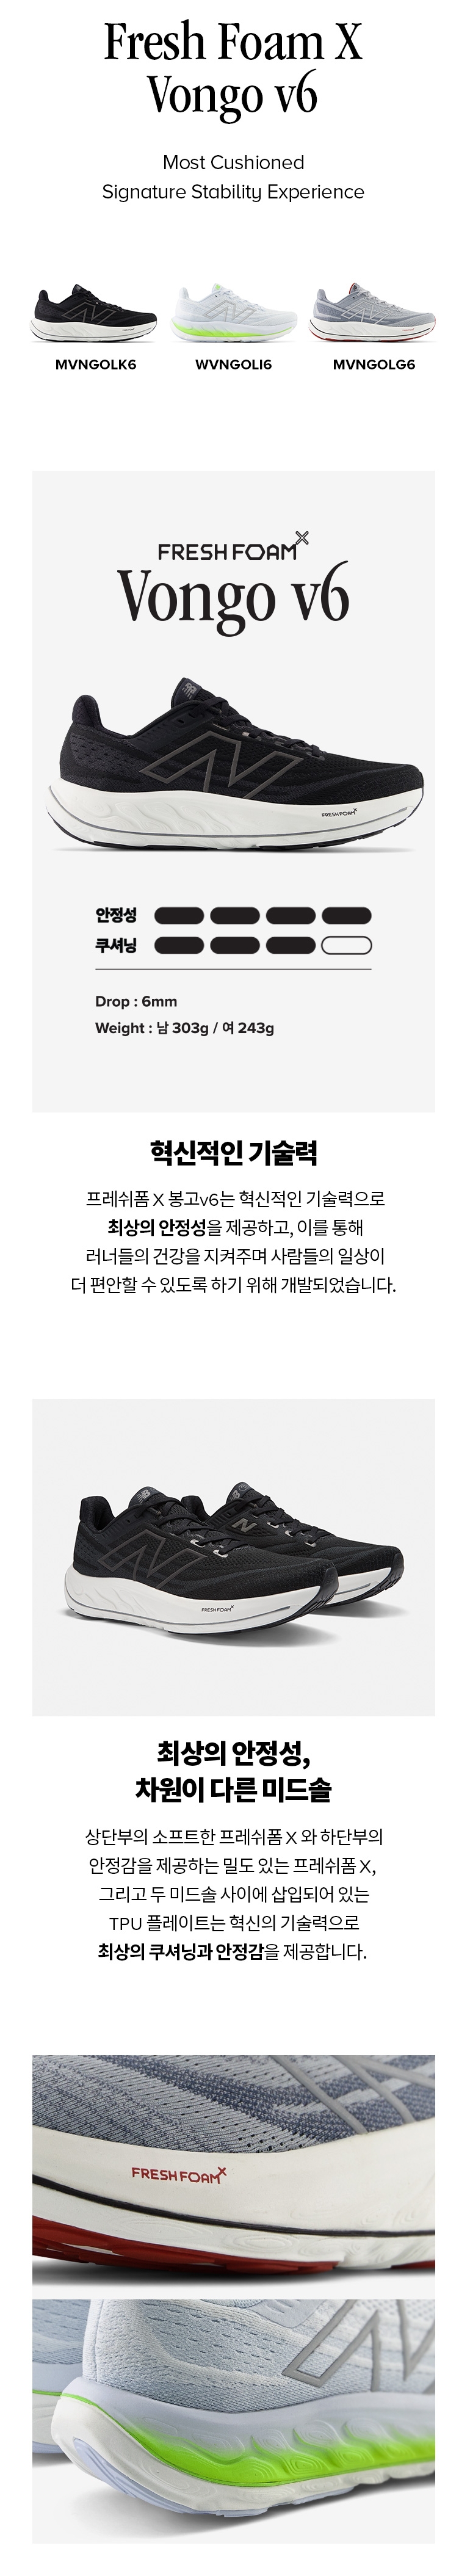 Fresh Foam X
Vongo v6
Most Cushioned
Signature Stability Experience
MVNGOLK6
WVNGOLI6
MVNGOLG6
FRESH FOAM X
Vongo v6
FRESH FOAM X
안정성
쿠셔닝
Drop : 6mm
Weight : 남 303g / 여 243g
혁신적인 기술력
프레쉬폼 X 봉고v6는 혁신적인 기술력으로
최상의 안정성을 제공하고, 이를 통해
러너들의 건강을 지켜주며 사람들의 일상이
더 편안할 수 있도록 하기 위해 개발되었습니다.
FRESH FOAM X
최상의 안정성,
차원이 다른 미드솔
상단부의 소프트한 프레쉬폼 X 와 하단부의
안정감을 제공하는 밀도 있는 프레쉬폼 X,
그리고 두 미드솔 사이에 삽입되어 있는
TPU 플레이트는 혁신의 기술력으로
최상의 쿠셔닝과 안정감을 제공합니다.
FRESH FOAM X